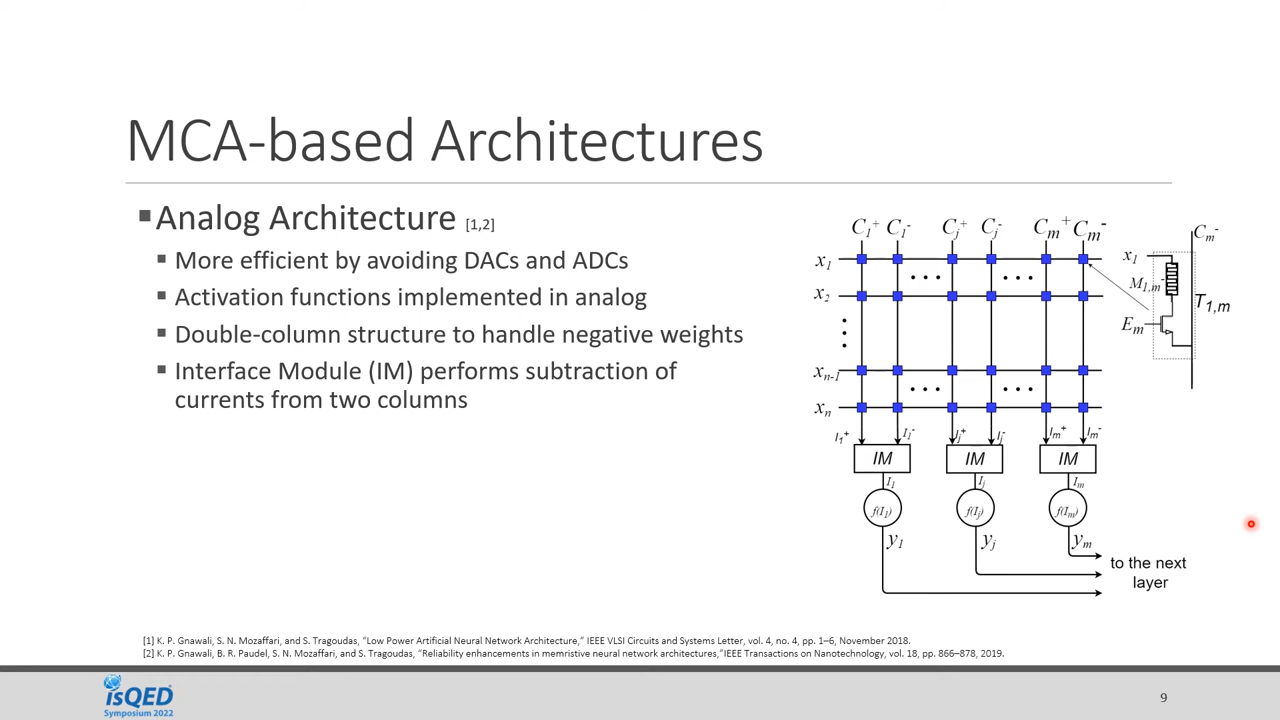 MCA-based Architectures
▪Analog Architecture [1,2]
▪ More efficient by avoiding DACs and ADCs
▪ Activation functions implemented in analog
▪ Double-column structure to handle negative weights
▪ Interface Module (IM) performs subtraction of
currents from two columns
C1+ C1- Cj+ Cj- Cm+ Cm-
x1
x2
xn-1
xn
I1+ I1- Ij+ Ij- Im+ Im-
IM IM IM
I1 Ij Im
f(I1) f(Ij) f(Im)
y1 yj ym
to the next
layer
Cm-
x1
M1,m-
T1,m
Em
[1] K. P. Gnawali, S. N. Mozaffari, and S. Tragoudas, “Low Power Artificial Neural Network Architecture,” IEEE VLSI Circuits and Systems Letter, vol. 4, no. 4, pp. 1–6, November 2018.
[2] K. P. Gnawali, B. R. Paudel, S. N. Mozaffari, and S. Tragoudas, “Reliability enhancements in memristive neural network architectures,“IEEE Transactions on Nanotechnology, vol. 18, pp. 866–878, 2019.
isQED
Symposium 2022
9